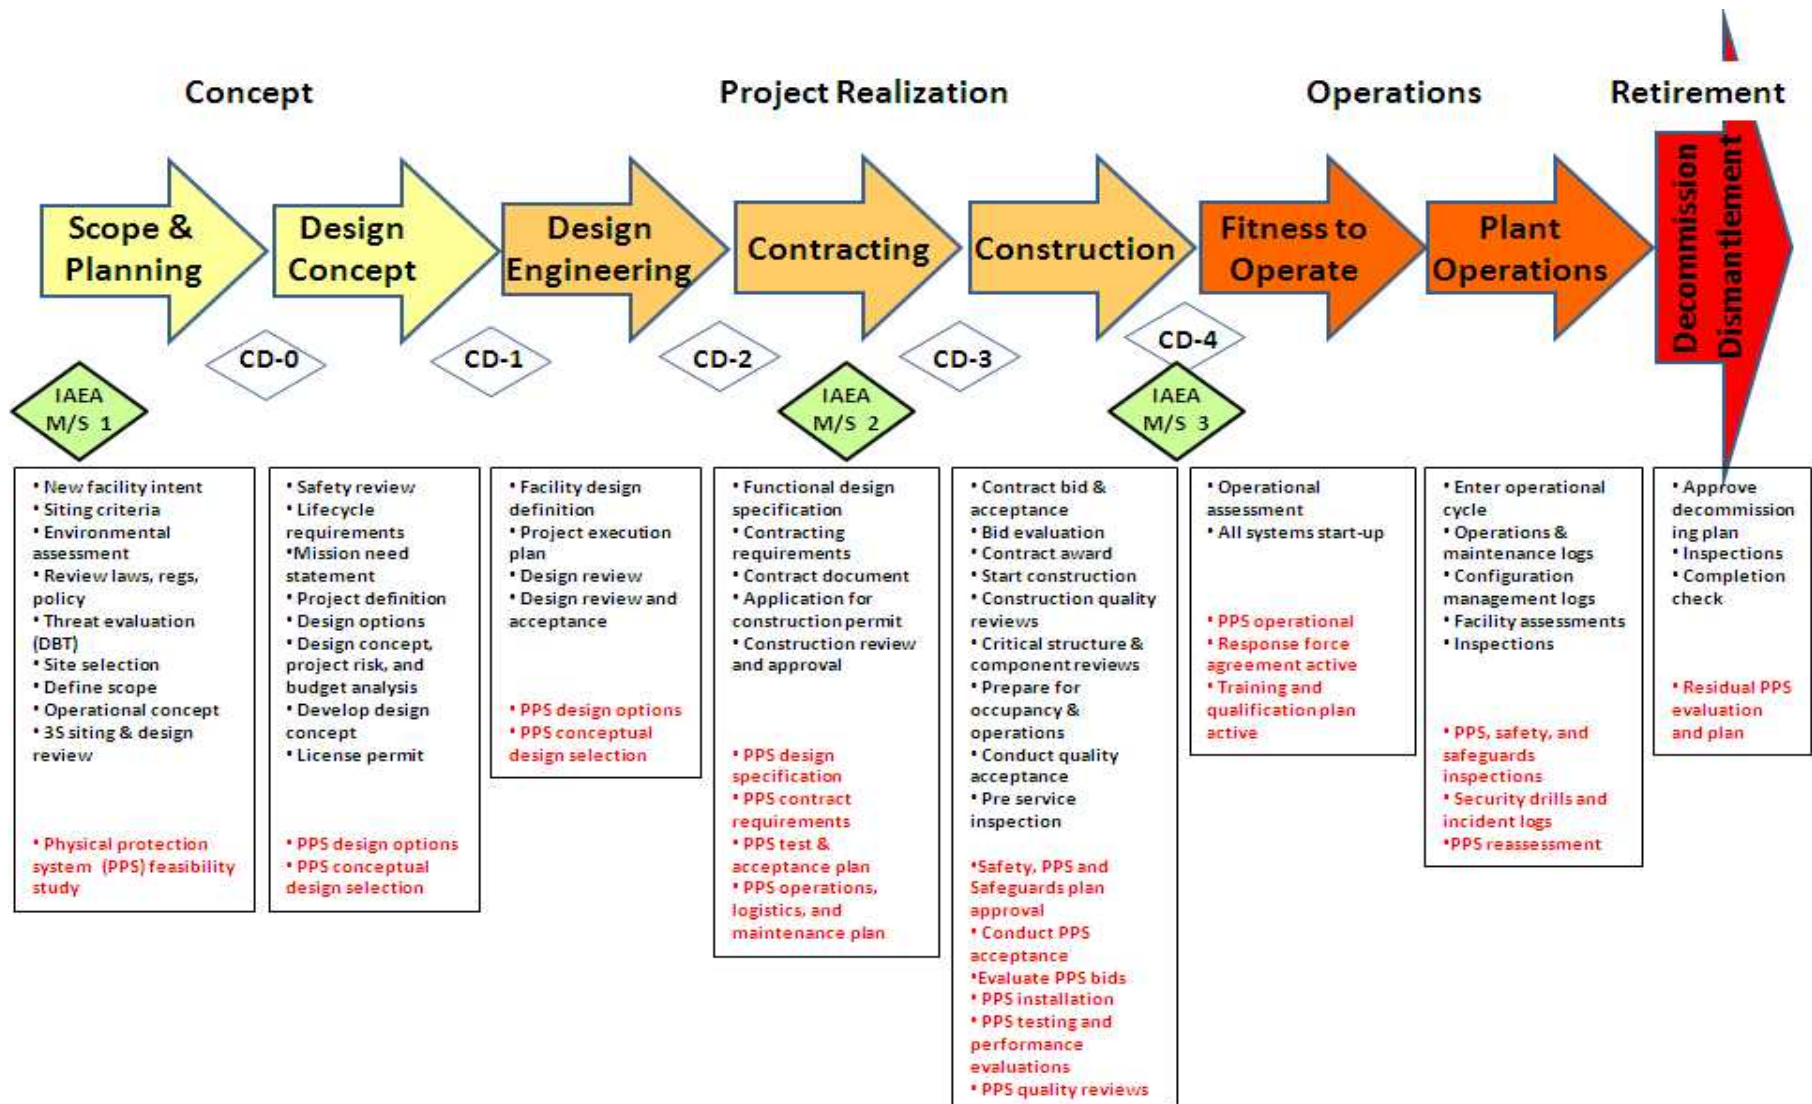 Concept
Project Realization
Operations
Retirement
Scope &
Planning
Design
Concept
Design
Engineering
Contracting
Construction
Fitness to
Operate
Plant
Operations
Decommission
Dismantlement
CD-0
CD-1
CD-2
CD-3
CD-4
IAEA
M/S 1
IAEA
M/S 2
IAEA
M/S 3
• New facility intent
• Siting criteria
• Environmental
assessment
• Review laws, regs,
policy
• Threat evaluation
(DBT)
• Site selection
• Define scope
• Operational concept
• 3S siting & design
review
• Physical protection
system (PPS) feasibility
study
• Safety review
• Lifecycle
requirements
•Mission need
statement
• Project definition
• Design options
• Design concept,
project risk, and
budget analysis
• Develop design
concept
• License permit
• PPS design options
• PPS conceptual
design selection
• Facility design
definition
• Project execution
plan
• Design review
• Design review and
acceptance
• PPS design options
• PPS conceptual
design selection
• Functional design
specification
• Contracting
requirements
• Contract document
• Application for
construction permit
• Construction review
and approval
• PPS design
specification
• PPS contract
requirements
• PPS test &
acceptance plan
• PPS operations,
logistics, and
maintenance plan
• Contract bid &
acceptance
• Bid evaluation
• Contract award
• Start construction
• Construction quality
reviews
• Critical structure &
component reviews
• Prepare for
occupancy &
operations
• Conduct quality
acceptance
• Pre service
inspection
•Safety, PPS and
Safeguards plan
approval
• Conduct PPS
acceptance
•Evaluate PPS bids
• PPS installation
• PPS testing and
performance
evaluations
• PPS quality reviews
• Operational
assessment
• All systems start-up
• PPS operational
• Response force
agreement active
• Training and
qualification plan
active
• Enter operational
cycle
• Operations &
maintenance logs
• Configuration
management logs
• Facility assessments
• Inspections
• PPS, safety, and
safeguards
inspections
• Security drills and
incident logs
•PPS reassessment
• Approve
decommission
ing plan
• Inspections
• Completion
check
• Residual PPS
evaluation
and plan